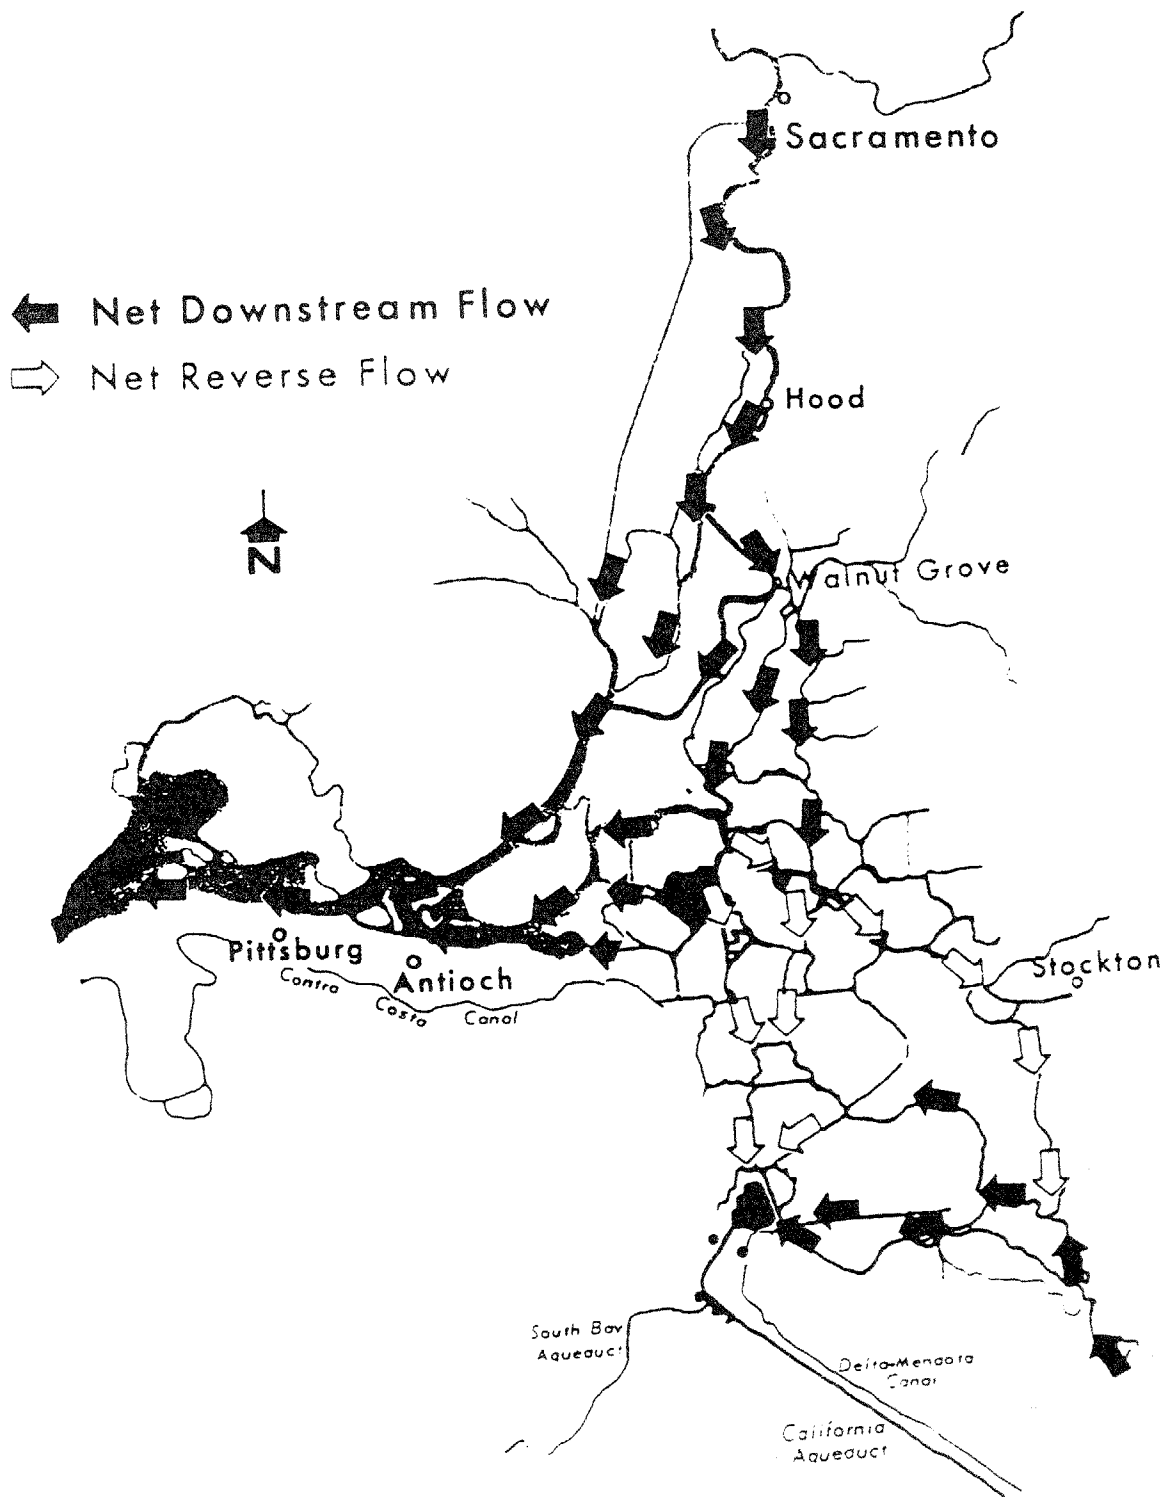 Sacramento
Net Downstream Flow
Net Reverse Flow
Hood
N
Walnut Grove
Pittsburg
Stockton
Antioch
Contra
Costa
Canal
South Bay
Aqueduct
Delta-Mendota
Canal
California
Aqueduct